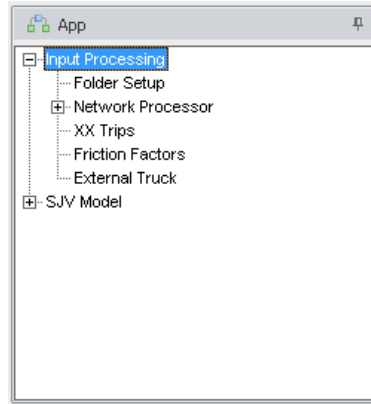 App
Input Processing
Folder Setup
Network Processor
XX Trips
Friction Factors
External Truck
SJV Model